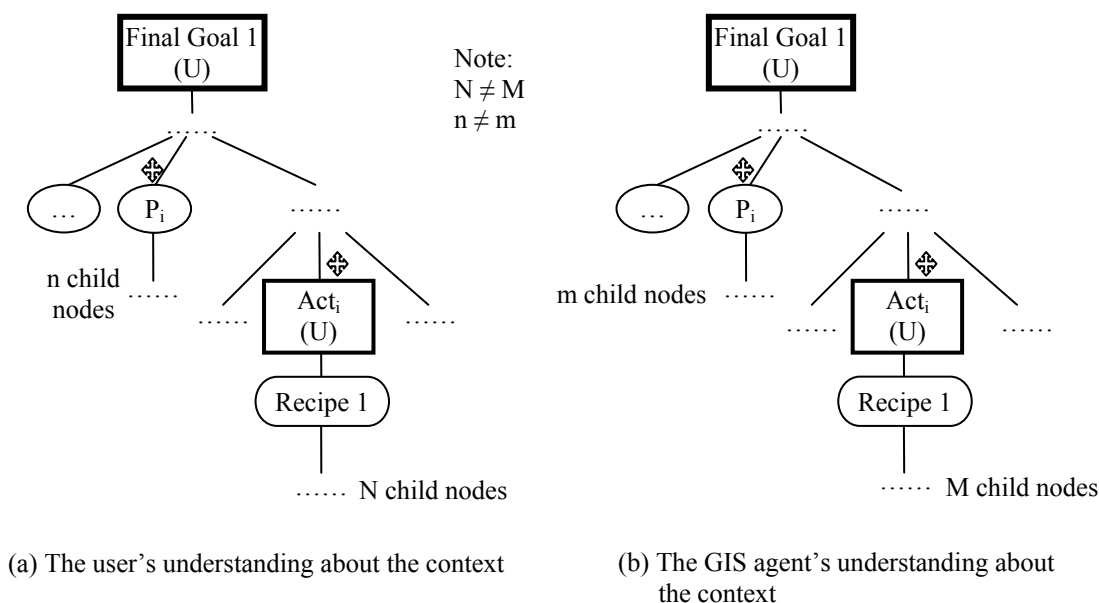 Final Goal 1
(U)
Note:
N ≠ M
n ≠ m
Final Goal 1
(U)
......
......
...
Pi
......
...
Pi
......
n child
nodes
......
......
Acti
(U)
......
m child nodes
......
......
Acti
(U)
......
Recipe 1
Recipe 1
...... N child nodes
...... M child nodes
(a) The user’s understanding about the context
(b) The GIS agent’s understanding about
the context